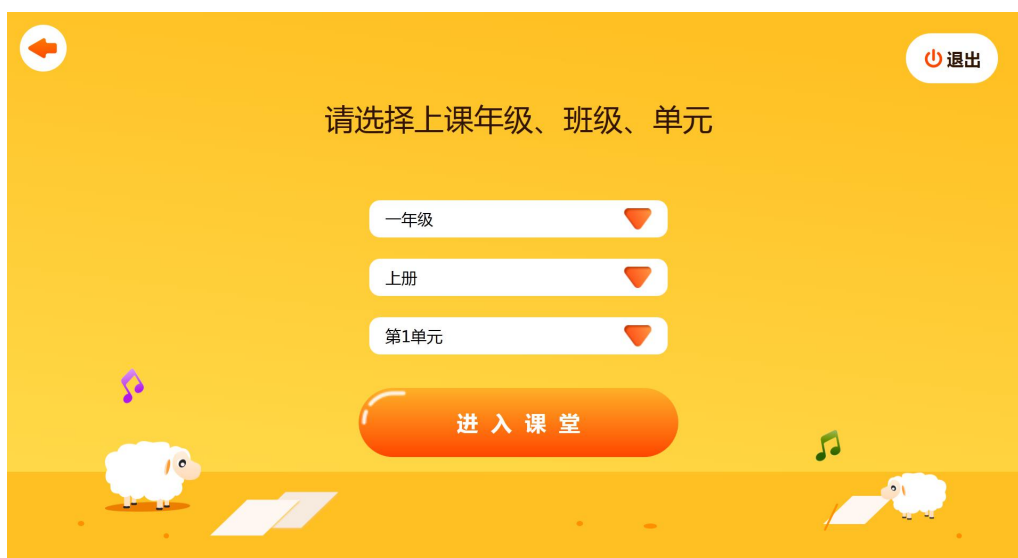 退出
请选择上课年级、班级、单元
一年级
上册
第1单元
进入课堂